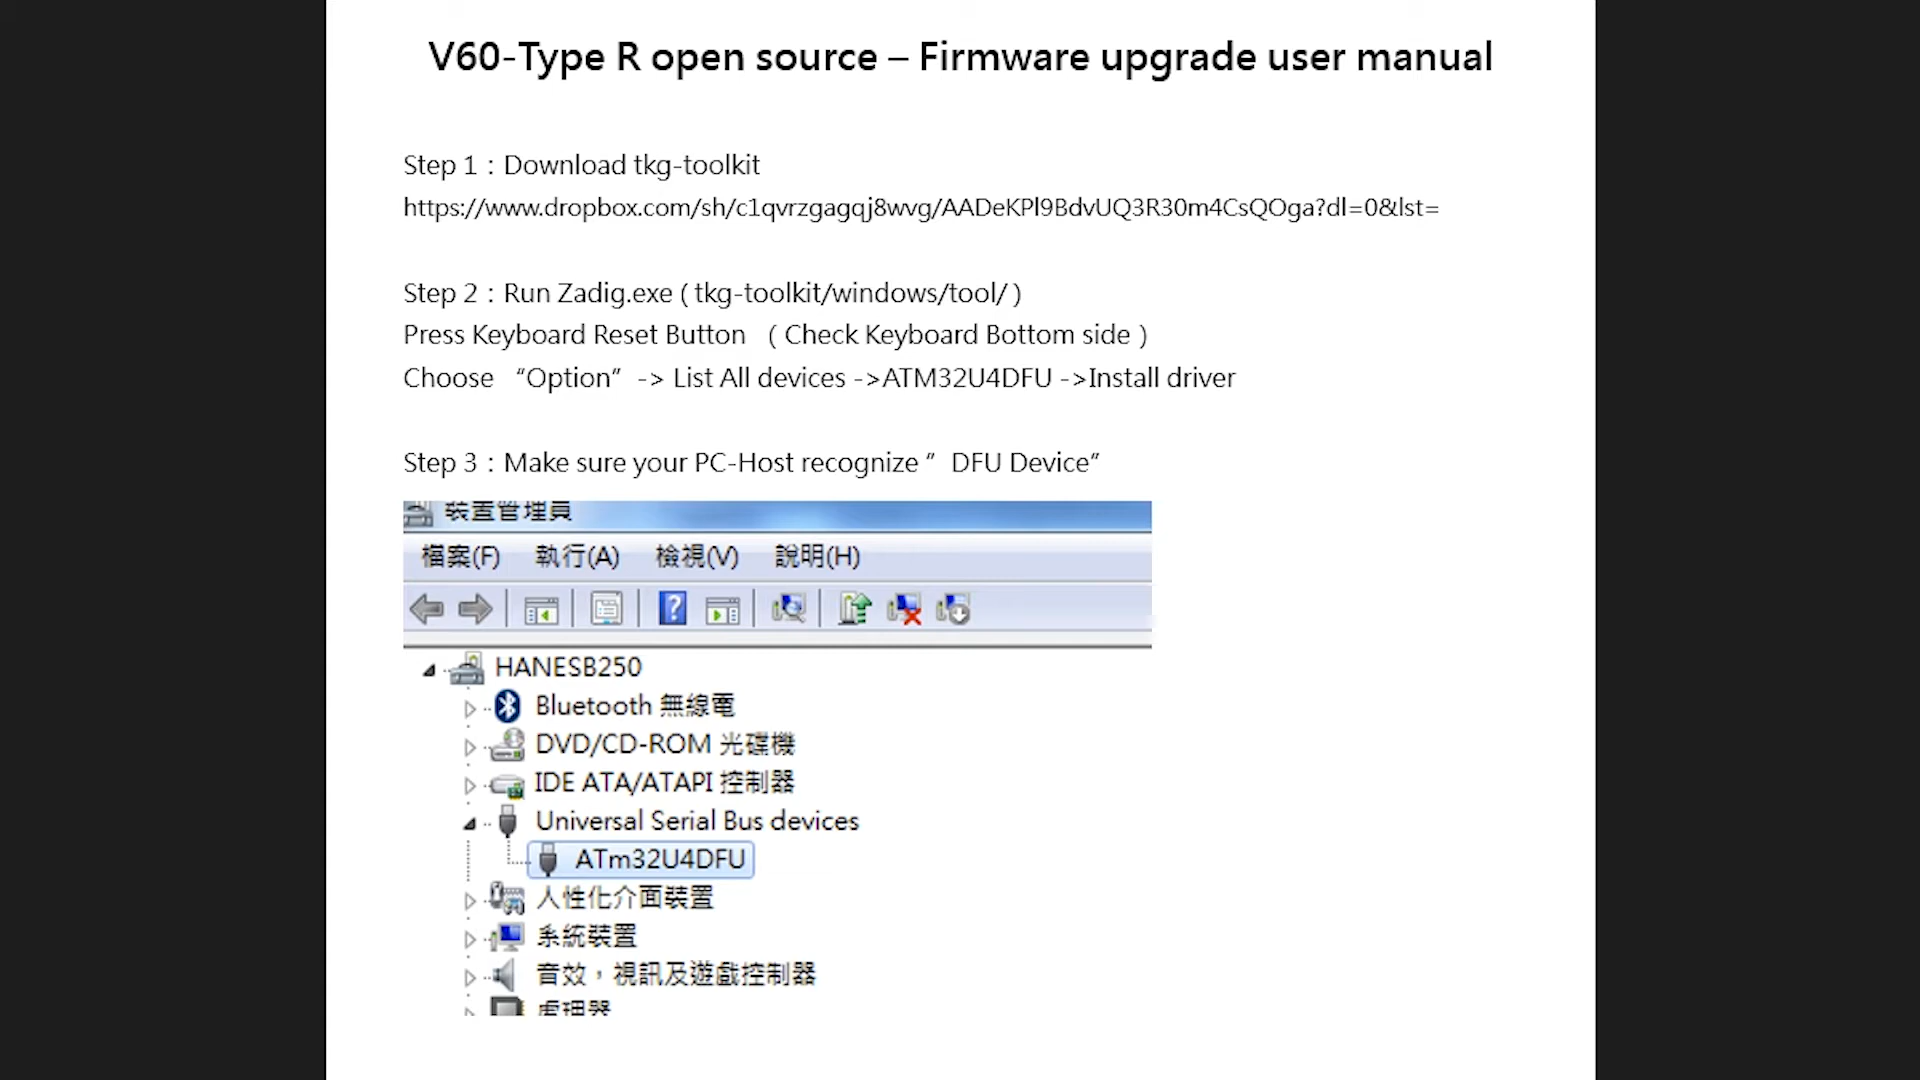 V60-Type R open source – Firmware upgrade user manual
Step 1：Download tkg-toolkit
https://www.dropbox.com/sh/c1qvrzgagqj8wvg/AADeKPl9BdvUQ3R30m4CsQOga?dl=0&lst=
Step 2：Run Zadig.exe ( tkg-toolkit/windows/tool/ )
Press Keyboard Reset Button （ Check Keyboard Bottom side ）
Choose “Option” -> List All devices ->ATM32U4DFU ->Install driver
Step 3：Make sure your PC-Host recognize ” DFU Device”
裝置管理員
檔案(F) 執行(A) 檢視(V) 說明(H)
HANESB250
Bluetooth 無線電
DVD/CD-ROM 光碟機
IDE ATA/ATAPI 控制器
Universal Serial Bus devices
ATm32U4DFU
人性化介面裝置
系統裝置
音效，視訊及遊戲控制器
處理器